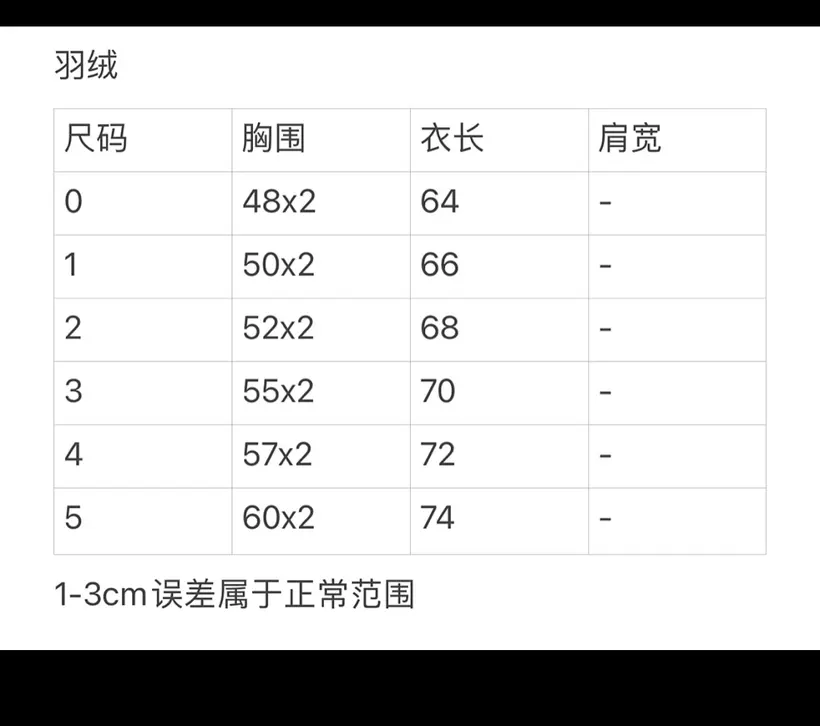 羽绒
尺码 胸围 衣长 肩宽
0 48x2 64 -
1 50x2 66 -
2 52x2 68 -
3 55x2 70 -
4 57x2 72 -
5 60x2 74 -
1-3cm误差属于正常范围